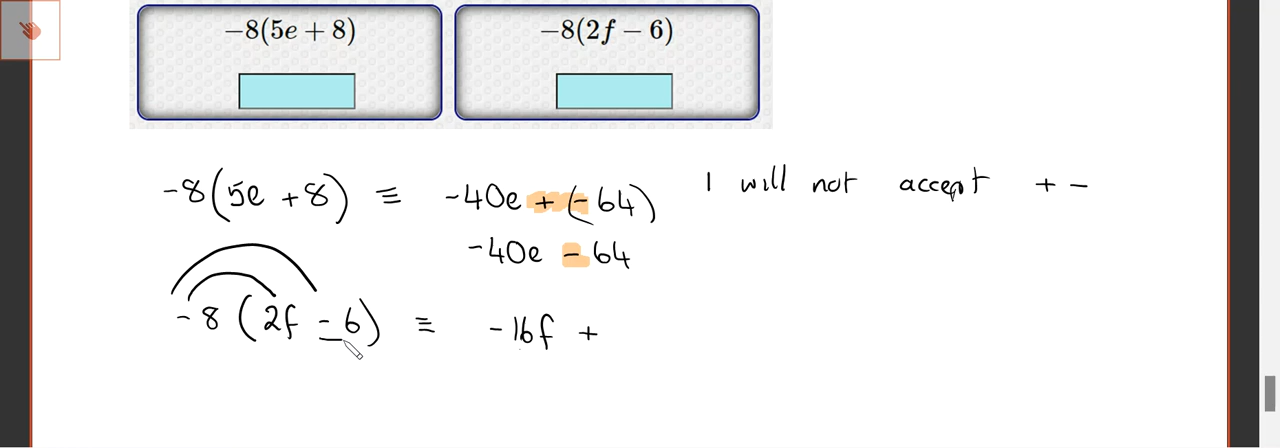 −8(5e + 8) −8(2f − 6)
-8(5e +8) ≡ -40e + (-64) I will not accept + -
-40e - 64
-8(2f -6) ≡ -16f +